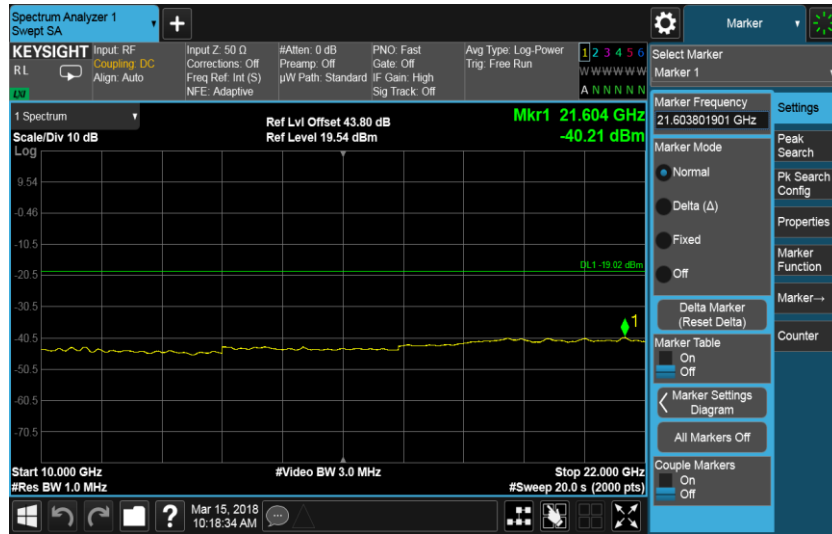 Spectrum Analyzer 1
Swept SA
+
Marker
KEYSIGHT
RL
LXI
Input: RF
Coupling: DC
Align: Auto
Input Z: 50 Ω
Corrections: Off
Freq Ref: Int (S)
NFE: Adaptive
#Atten: 0 dB
Preamp: Off
µW Path: Standard
PNO: Fast
Gate: Off
IF Gain: High
Sig Track: Off
Avg Type: Log-Power
Trig: Free Run
1 2 3 4 5 6
W W W W W W
A N N N N N
1 Spectrum
Scale/Div 10 dB
Log
Ref Lvl Offset 43.80 dB
Ref Level 19.54 dBm
Mkr1 21.604 GHz
-40.21 dBm
9.54
-0.46
-10.5
-20.5
-30.5
-40.5
-50.5
-60.5
-70.5
DL1 -19.02 dBm
1
Start 10.000 GHz
#Res BW 1.0 MHz
#Video BW 3.0 MHz
Stop 22.000 GHz
#Sweep 20.0 s (2000 pts)
Select Marker
Marker 1
Marker Frequency
21.603801901 GHz
Marker Mode
Normal
Delta (Δ)
Fixed
Off
Delta Marker
(Reset Delta)
Marker Table
On
Off
Marker Settings
Diagram
All Markers Off
Couple Markers
On
Off
Settings
Peak
Search
Pk Search
Config
Properties
Marker
Function
Marker→
Counter
?
Mar 15, 2018
10:18:34 AM